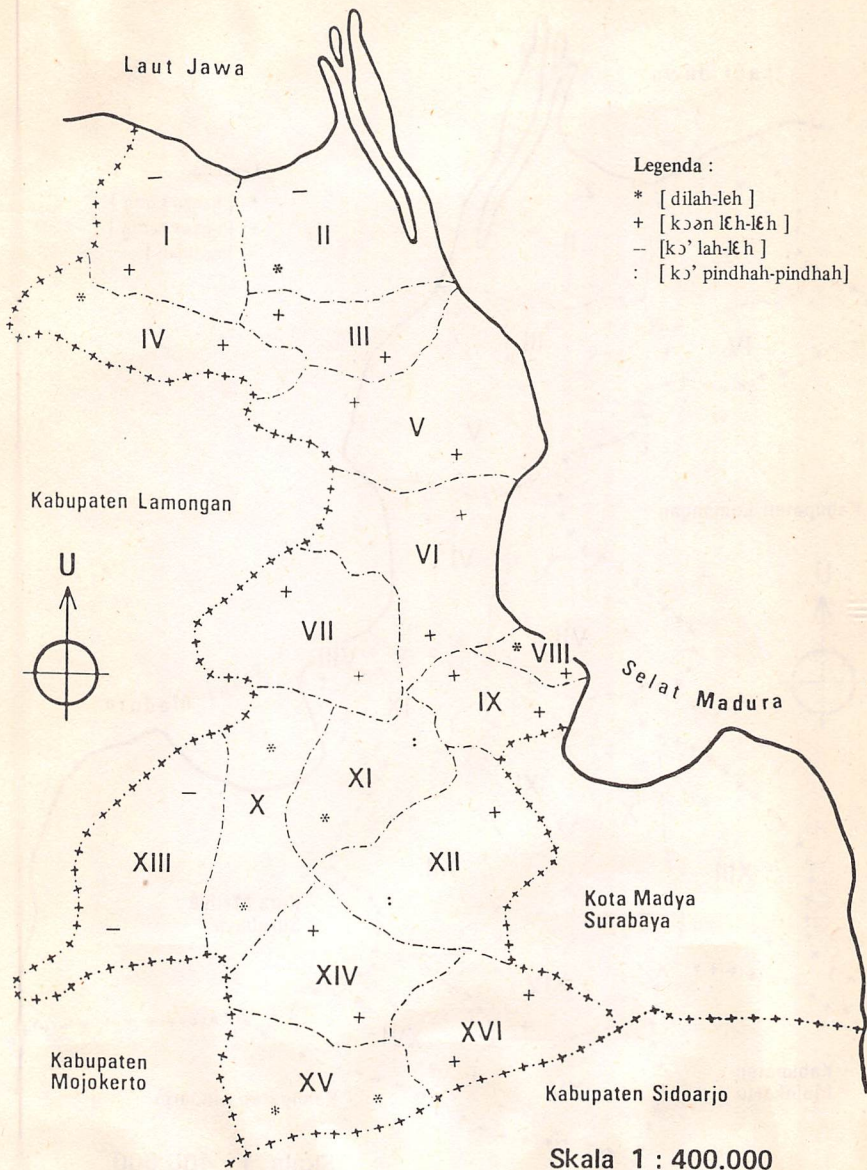 Laut Jawa
Legenda :
* [ dilah-leh ]
+ [ kɔən lɛh-lɛh ]
– [kɔ' lah-lɛh ]
: [ kɔ' pindhah-pindhah]
I
II
III
IV
V
Kabupaten Lamongan
VI
U
VII
VIII
Selat Madura
IX
XI
X
XII
XIII
Kota Madya
Surabaya
XIV
XVI
Kabupaten
Mojokerto
XV
Kabupaten Sidoarjo
Skala 1 : 400.000